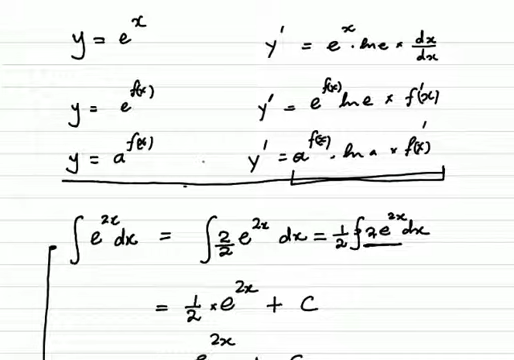 y = e^x    y' = e^x · ln e × dx/dx
y = e^f(x)    y' = e^f(x) ln e × f'(x)
y = a^f(x)    y' = a^f(x) · ln a × f(x)'
∫ e^2x dx = ∫ 2/2 e^2x dx = 1/2 ∫ 2e^2x dx
= 1/2 × e^2x + C
e^2x